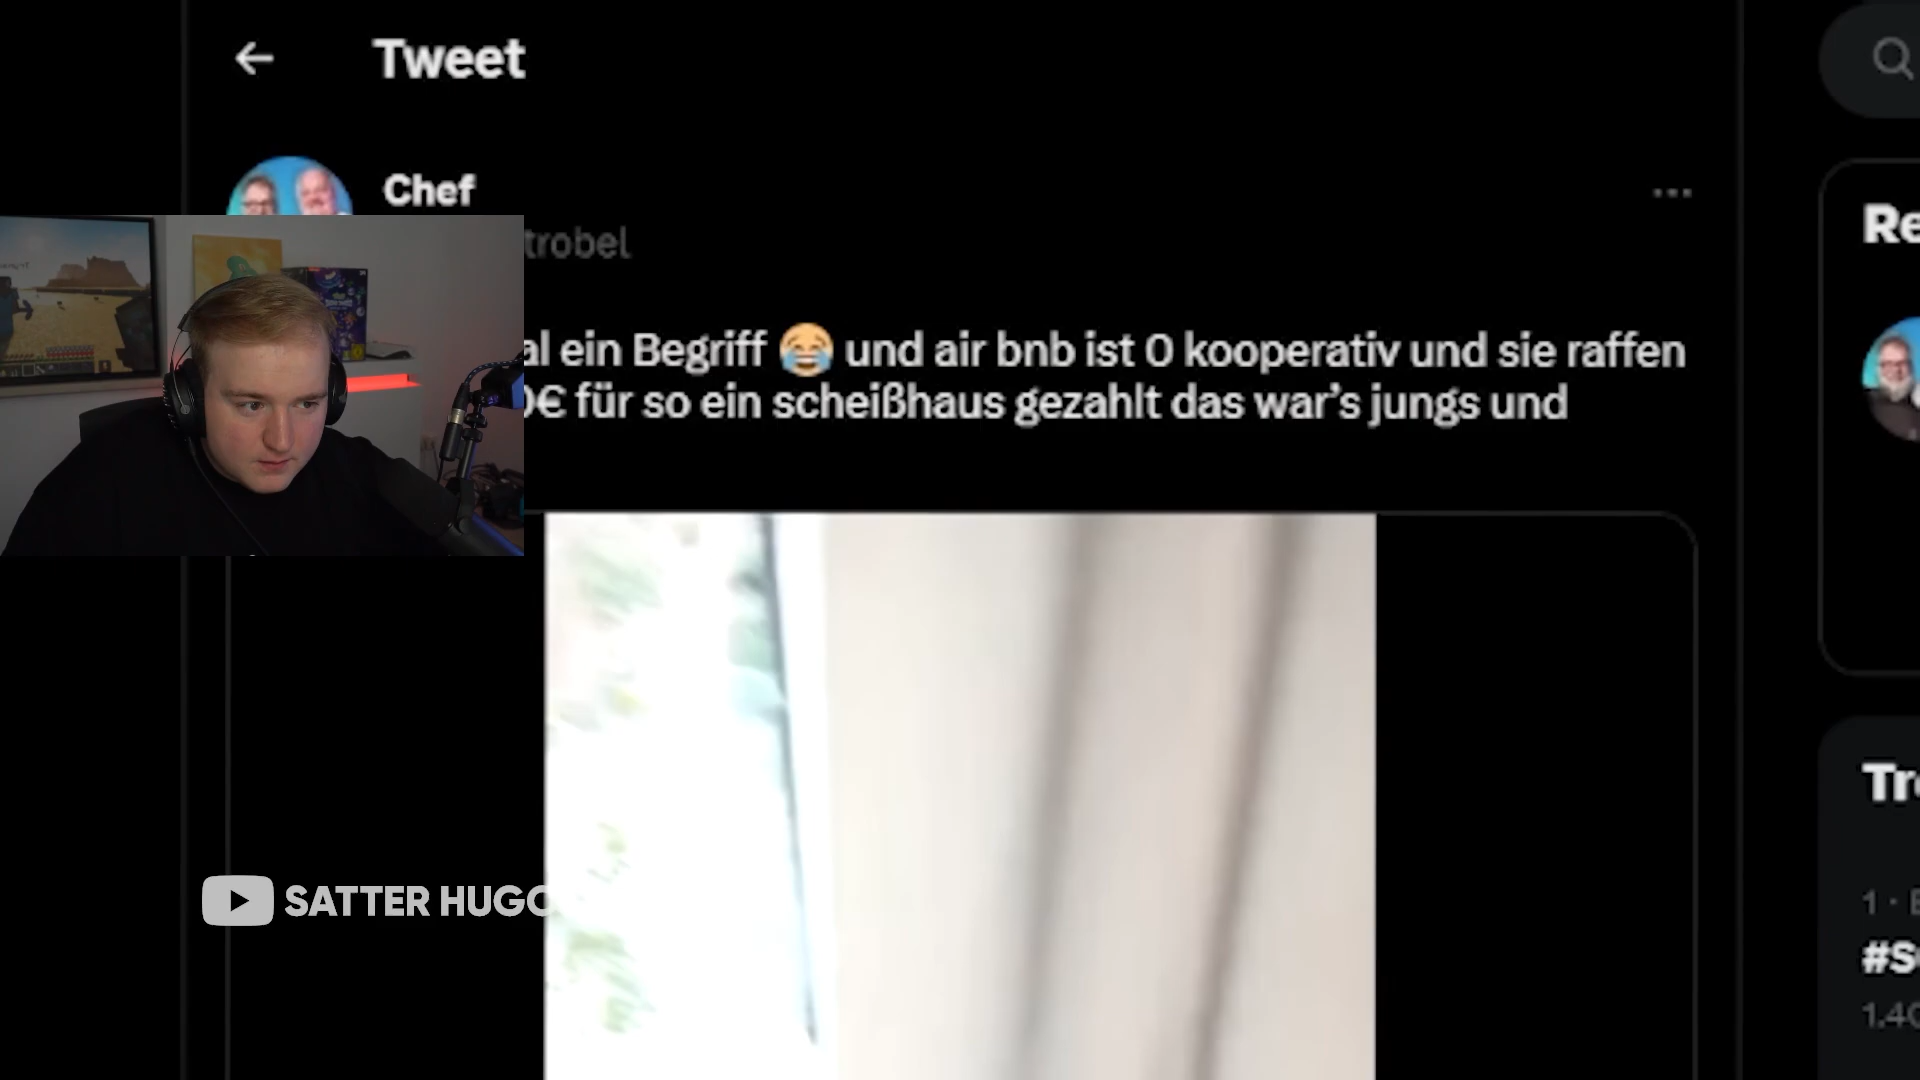 Tweet
Chef
trobel
al ein Begriff 😂 und air bnb ist 0 kooperativ und sie raffen
0€ für so ein scheißhaus gezahlt das war's jungs und
SATTER HUGO
Re
Tr
1 ·
#S
1.40